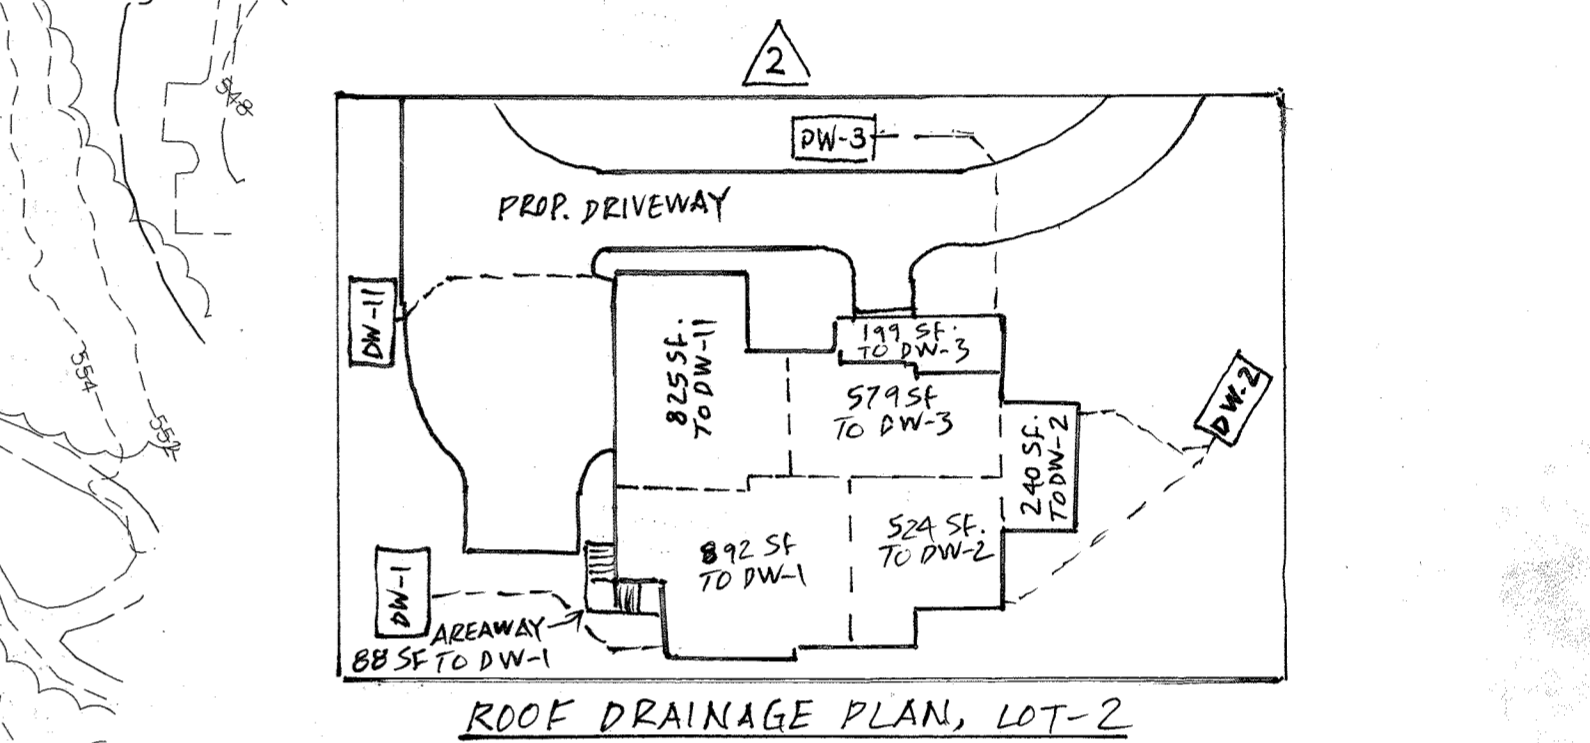 2
548
DW-3
PROP. DRIVEWAY
DW-11
199 SF.
TO DW-3
825 SF.
TO DW-11
579 SF
TO DW-3
DW-2
554
552
240 SF.
TO DW-2
892 SF
TO DW-1
524 SF.
TO DW-2
DW-1
AREAWAY
88 SF TO DW-1
ROOF DRAINAGE PLAN, LOT-2